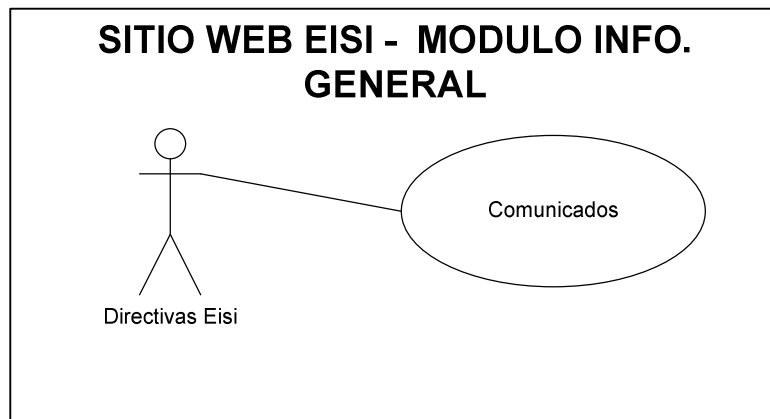 SITIO WEB EISI - MODULO INFO.
GENERAL
Comunicados
Directivas Eisi